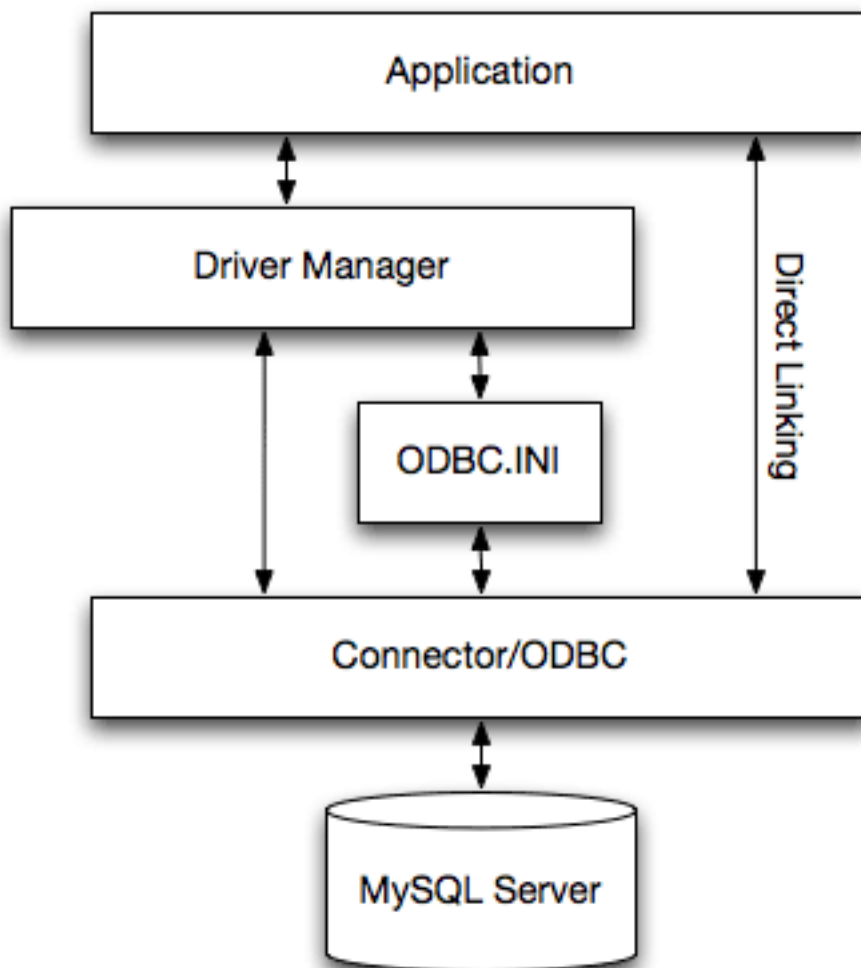 Application
Driver Manager
Direct Linking
ODBC.INI
Connector/ODBC
MySQL Server